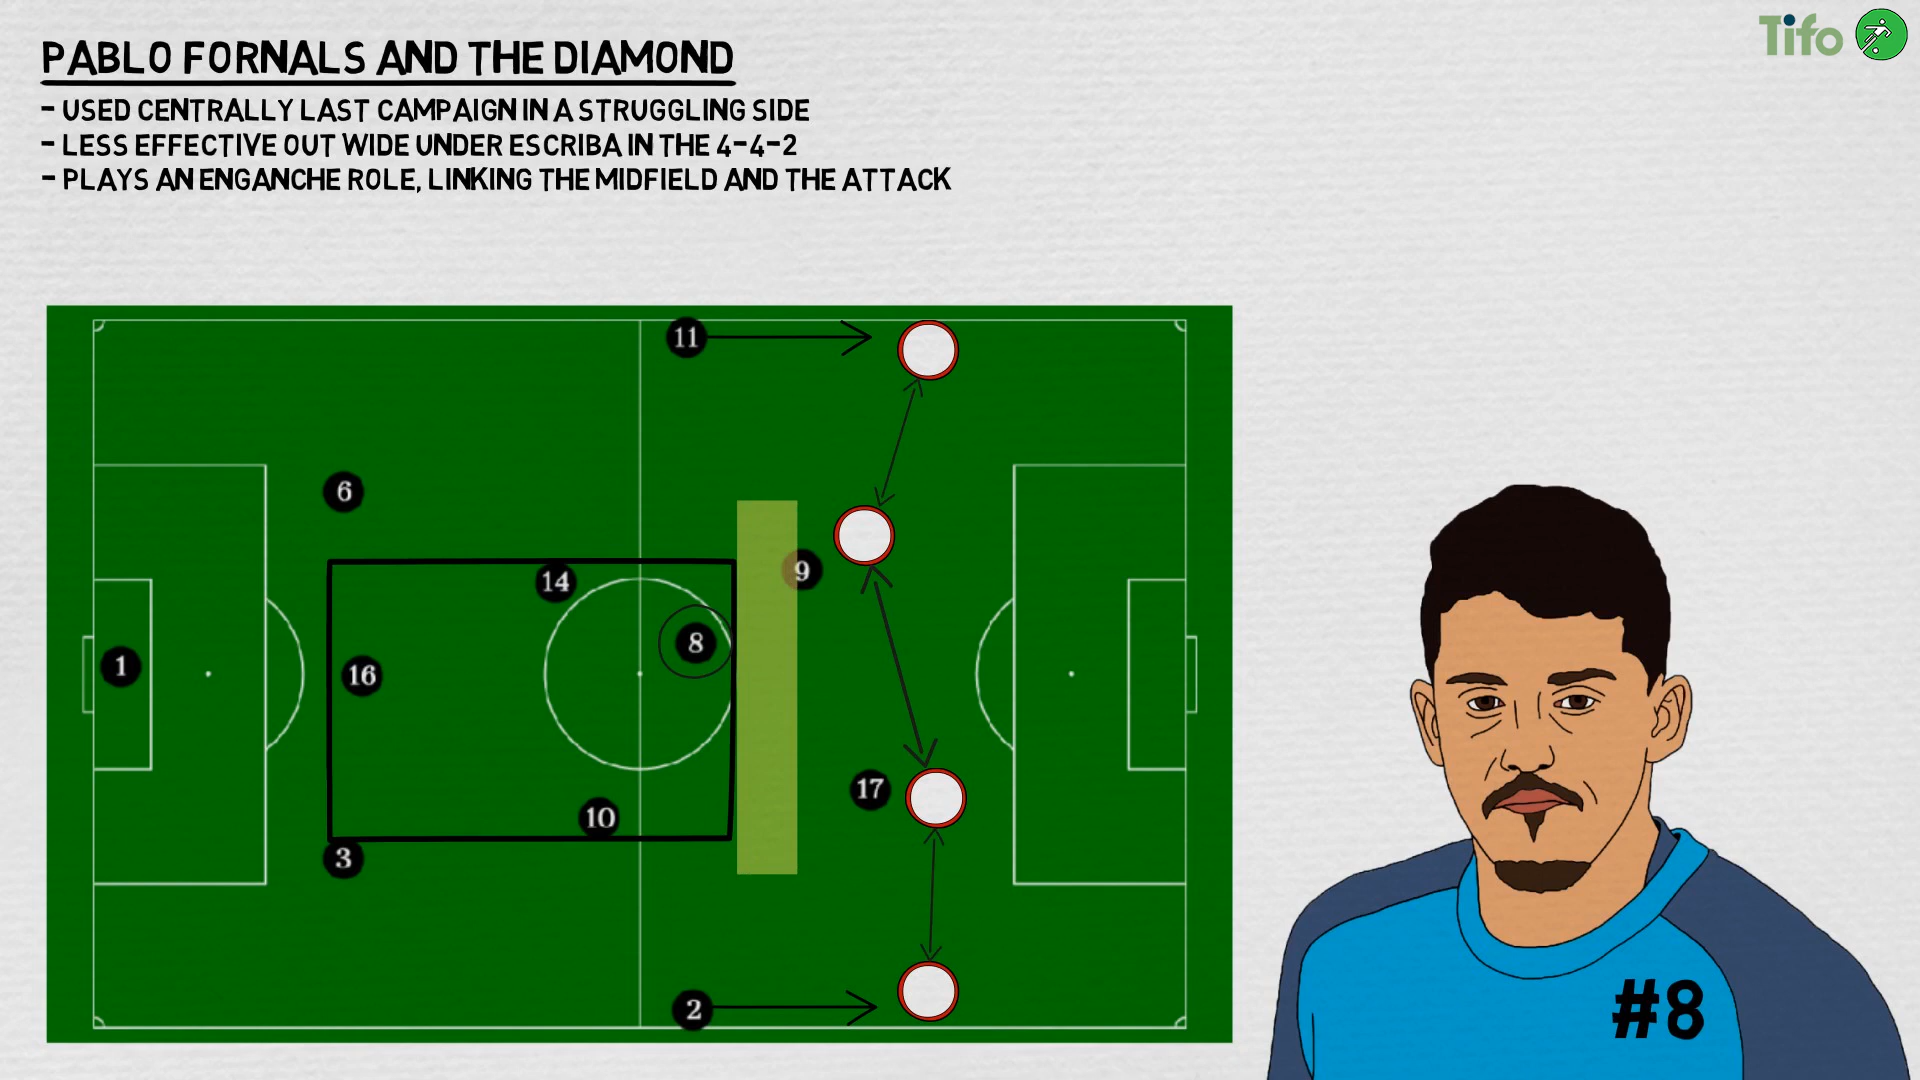 PABLO FORNALS AND THE DIAMOND
- USED CENTRALLY LAST CAMPAIGN IN A STRUGGLING SIDE
- LESS EFFECTIVE OUT WIDE UNDER ESCRIBA IN THE 4-4-2
- PLAYS AN ENGANCHE ROLE, LINKING THE MIDFIELD AND THE ATTACK
Tifo
11
6
9
14
8
1
16
17
10
3
2
#8